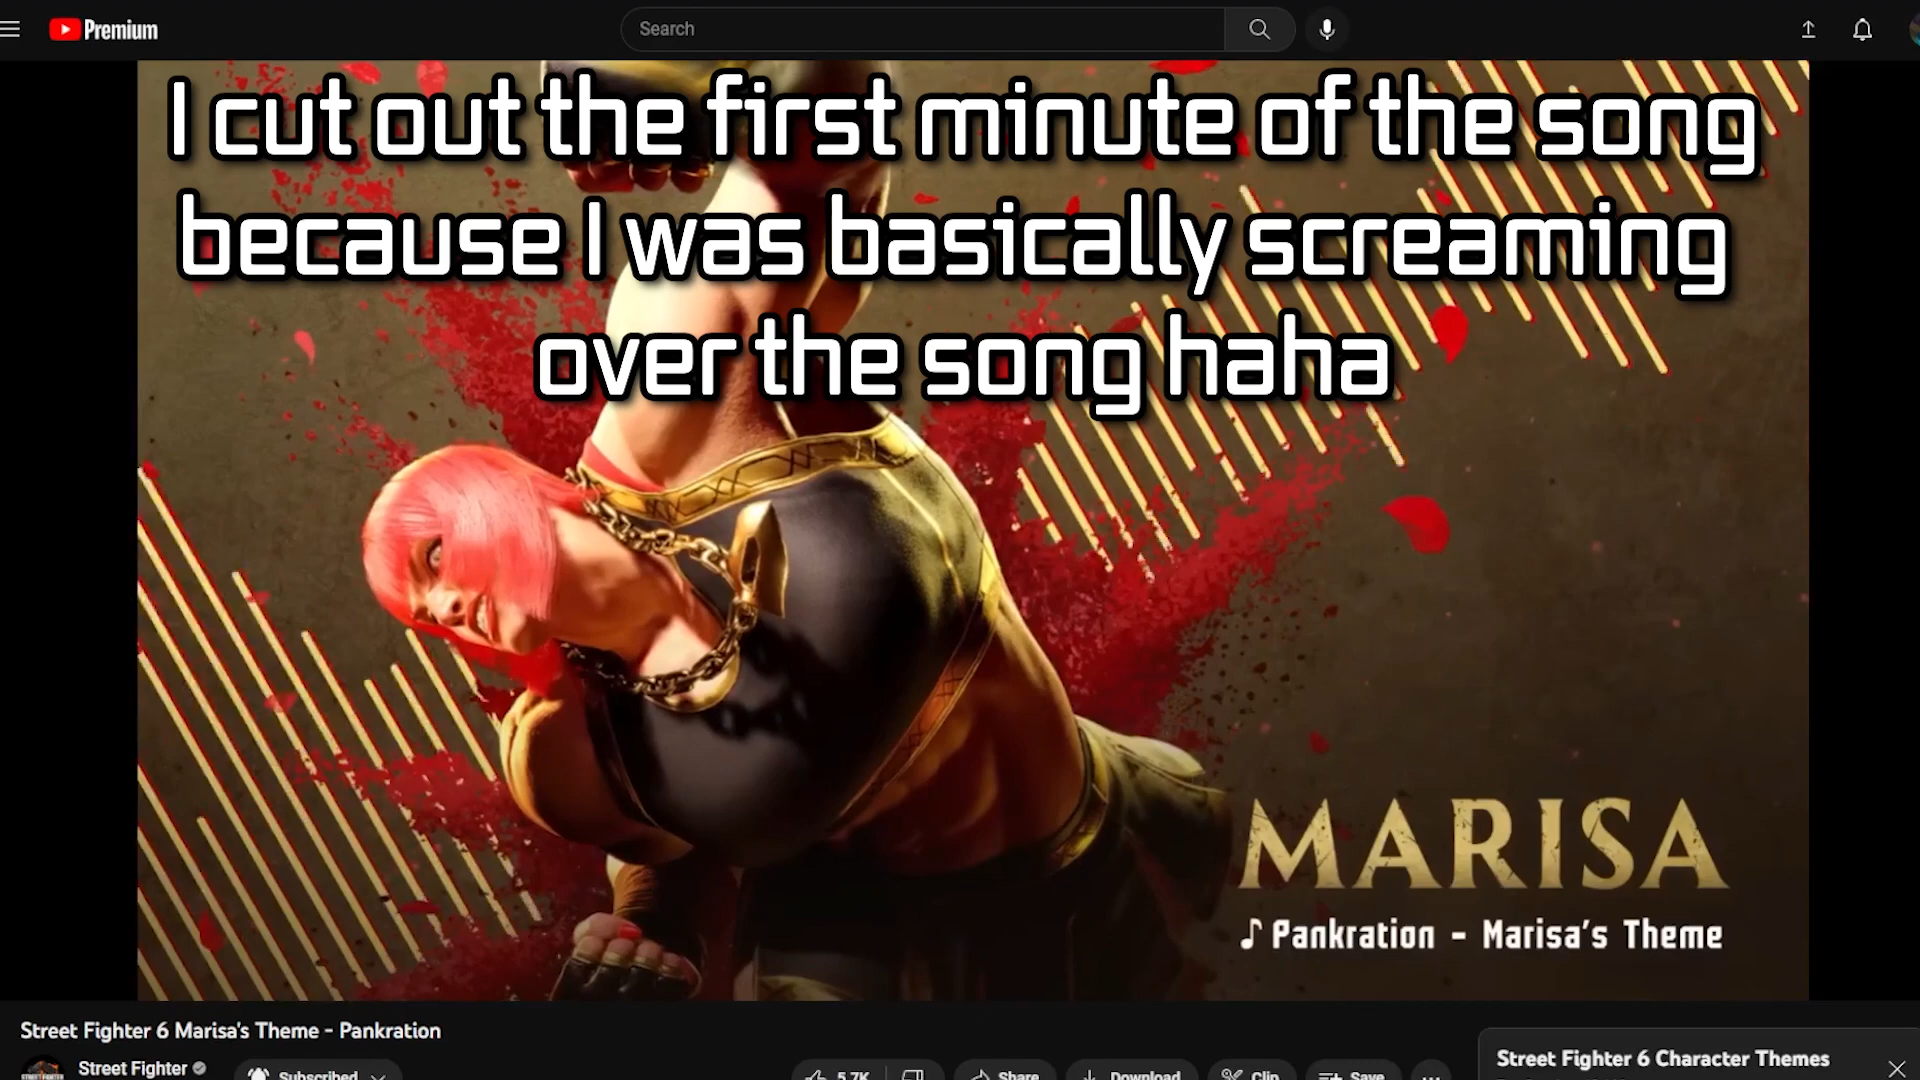 Premium
Search
I cut out the first minute of the song
because I was basically screaming
over the song haha
MARISA
♪ Pankration - Marisa's Theme
Street Fighter 6 Marisa's Theme - Pankration
Street Fighter
Subscribed
5.7K
Share
Download
Clip
Save
Street Fighter 6 Character Themes